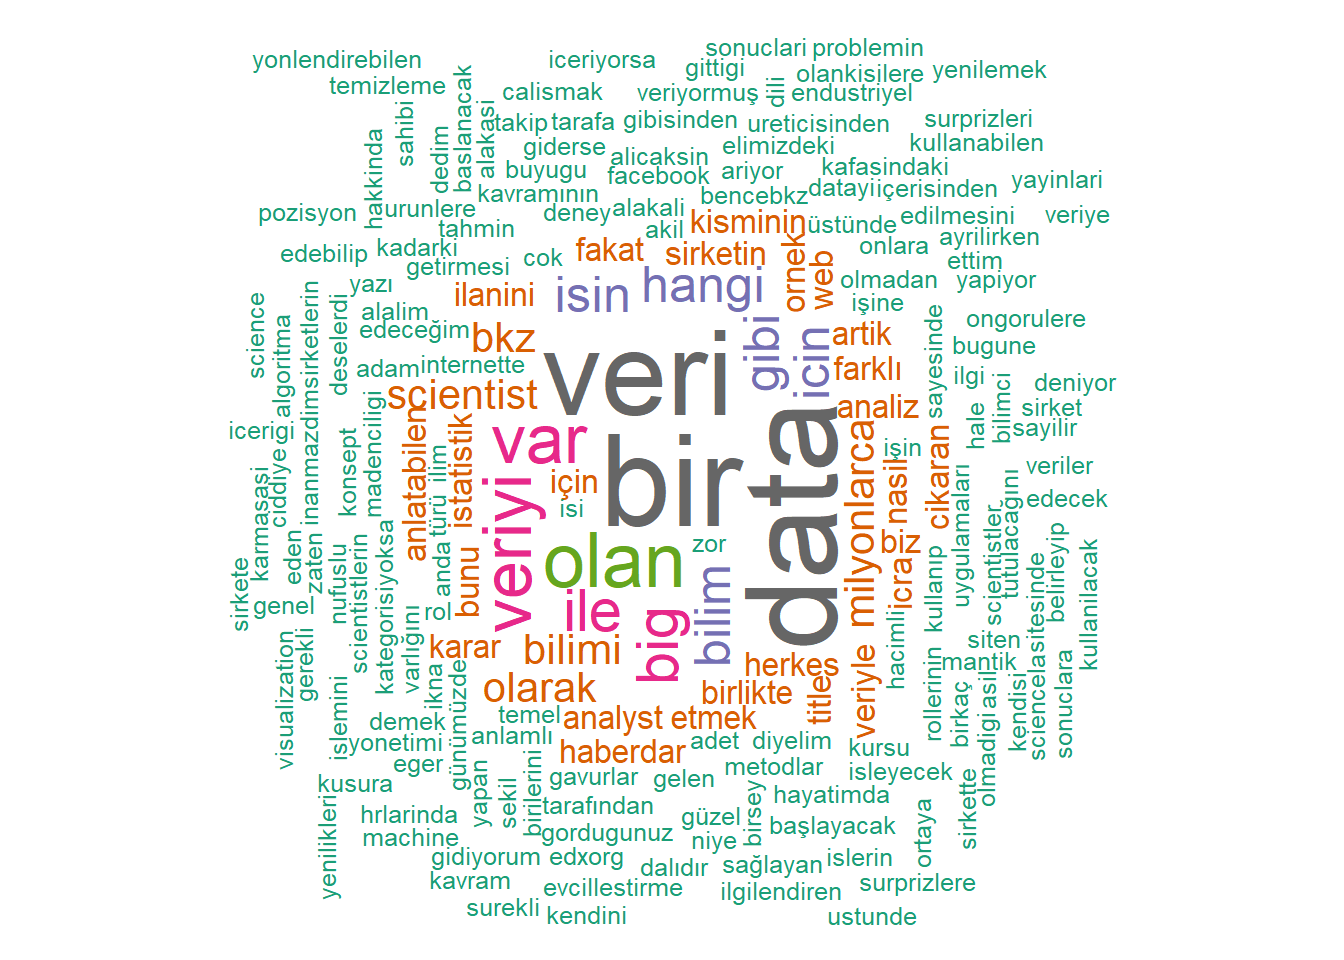 sonuclari problemin
yonlendirebilen
iceriyorsa
gittigi
olankisilere
yenilemek
temizleme
baslanacak
calismak
veriyormuş
dili
endustriyel
sahibi
dedim
alakasi
takip
tarafa
gibisinden
ureticisinden
surprizleri
hakkinda
giderse
alicaksin
elimizdeki
kullanabilen
buyugu
facebook
ariyor
kafasindaki
kavramının
bencebkz
datayi
içerisinden
yayinlari
pozisyon
urunlere
deney
alakali
kisminin
üstünde
edilmesini
veriye
tahmin
akil
edebilip
kadarki
fakat
sirketin
ornek
web
onlara
ayrilirken
getirmesi
cok
ettim
yazı
ilanini
isin
hangi
olmadan
yapiyor
science
alalim
işine
deselerdi
edeceğim
bkz
veri
gibi
icin
artik
sayesinde
ongorulere
algoritma
inanmazdimsirketlerin
adam
internette
farklı
bugune
scientist
data
analiz
ilgi
deniyor
icerigi
madenciligi
anlatabilen
istatistik
var
bir
milyonlarca
işin
cikaran
hale
bilimci
sirket
sayilir
konsept
ciddiye
türü
ilim
veriyi
için
nasil
veriler
karmasasi
isi
uygulamaları
edecek
sirkete
eden
zaten
nufuslu
scientistlerin
kategorisiyoksa
anda
bunu
olan
zor
biz
icra
scientistler
tutulacağını
genel
varlığını
rol
ile
big
bilim
kullanıp
sitesinde
belirleyip
kullanilacak
visualization
gerekli
karar
bilimi
herkes
hacimli
siten
mantik
islemini
ikna
olarak
birlikte
title
veriyle
rollerinin
birkaç
asıl
kendisi
sciencela
sonuclara
demek
temel
analyst
etmek
yonetimi
günümüzde
anlamlı
haberdar
adet
diyelim
kursu
olmadigi
eger
gavurlar
gelen
metodlar
isleyecek
kusura
yapan
sekil
birilerini
hayatimda
yenilikleri
hrlarinda
tarafından
güzel
birsey
sirkette
machine
gordugunuz
niye
başlayacak
ortaya
gidiyorum
edxorg
dalıdır
sağlayan
islerin
kavram
evcillestirme
ilgilendiren
surprizlere
surekli
kendini
ustunde